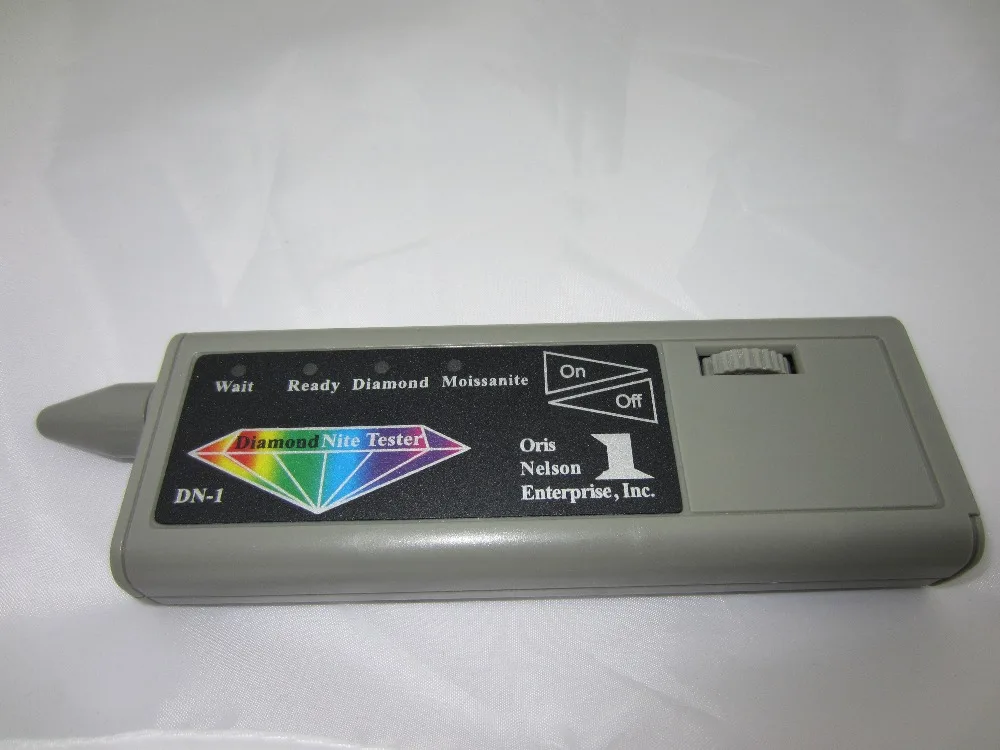 Wait Ready Diamond Moissanite
On
Off
Diamond Nite Tester
DN-1
Oris
Nelson
Enterprise, Inc.